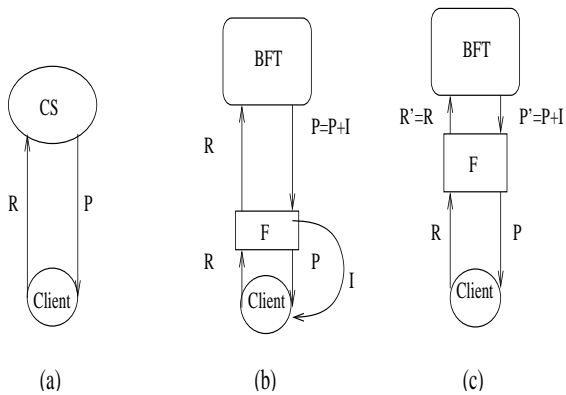 CS
R
P
Client
(a)
BFT
R
P=P+I
F
R
P
I
Client
(b)
BFT
R'=R
P'=P+I
F
R
P
Client
(c)